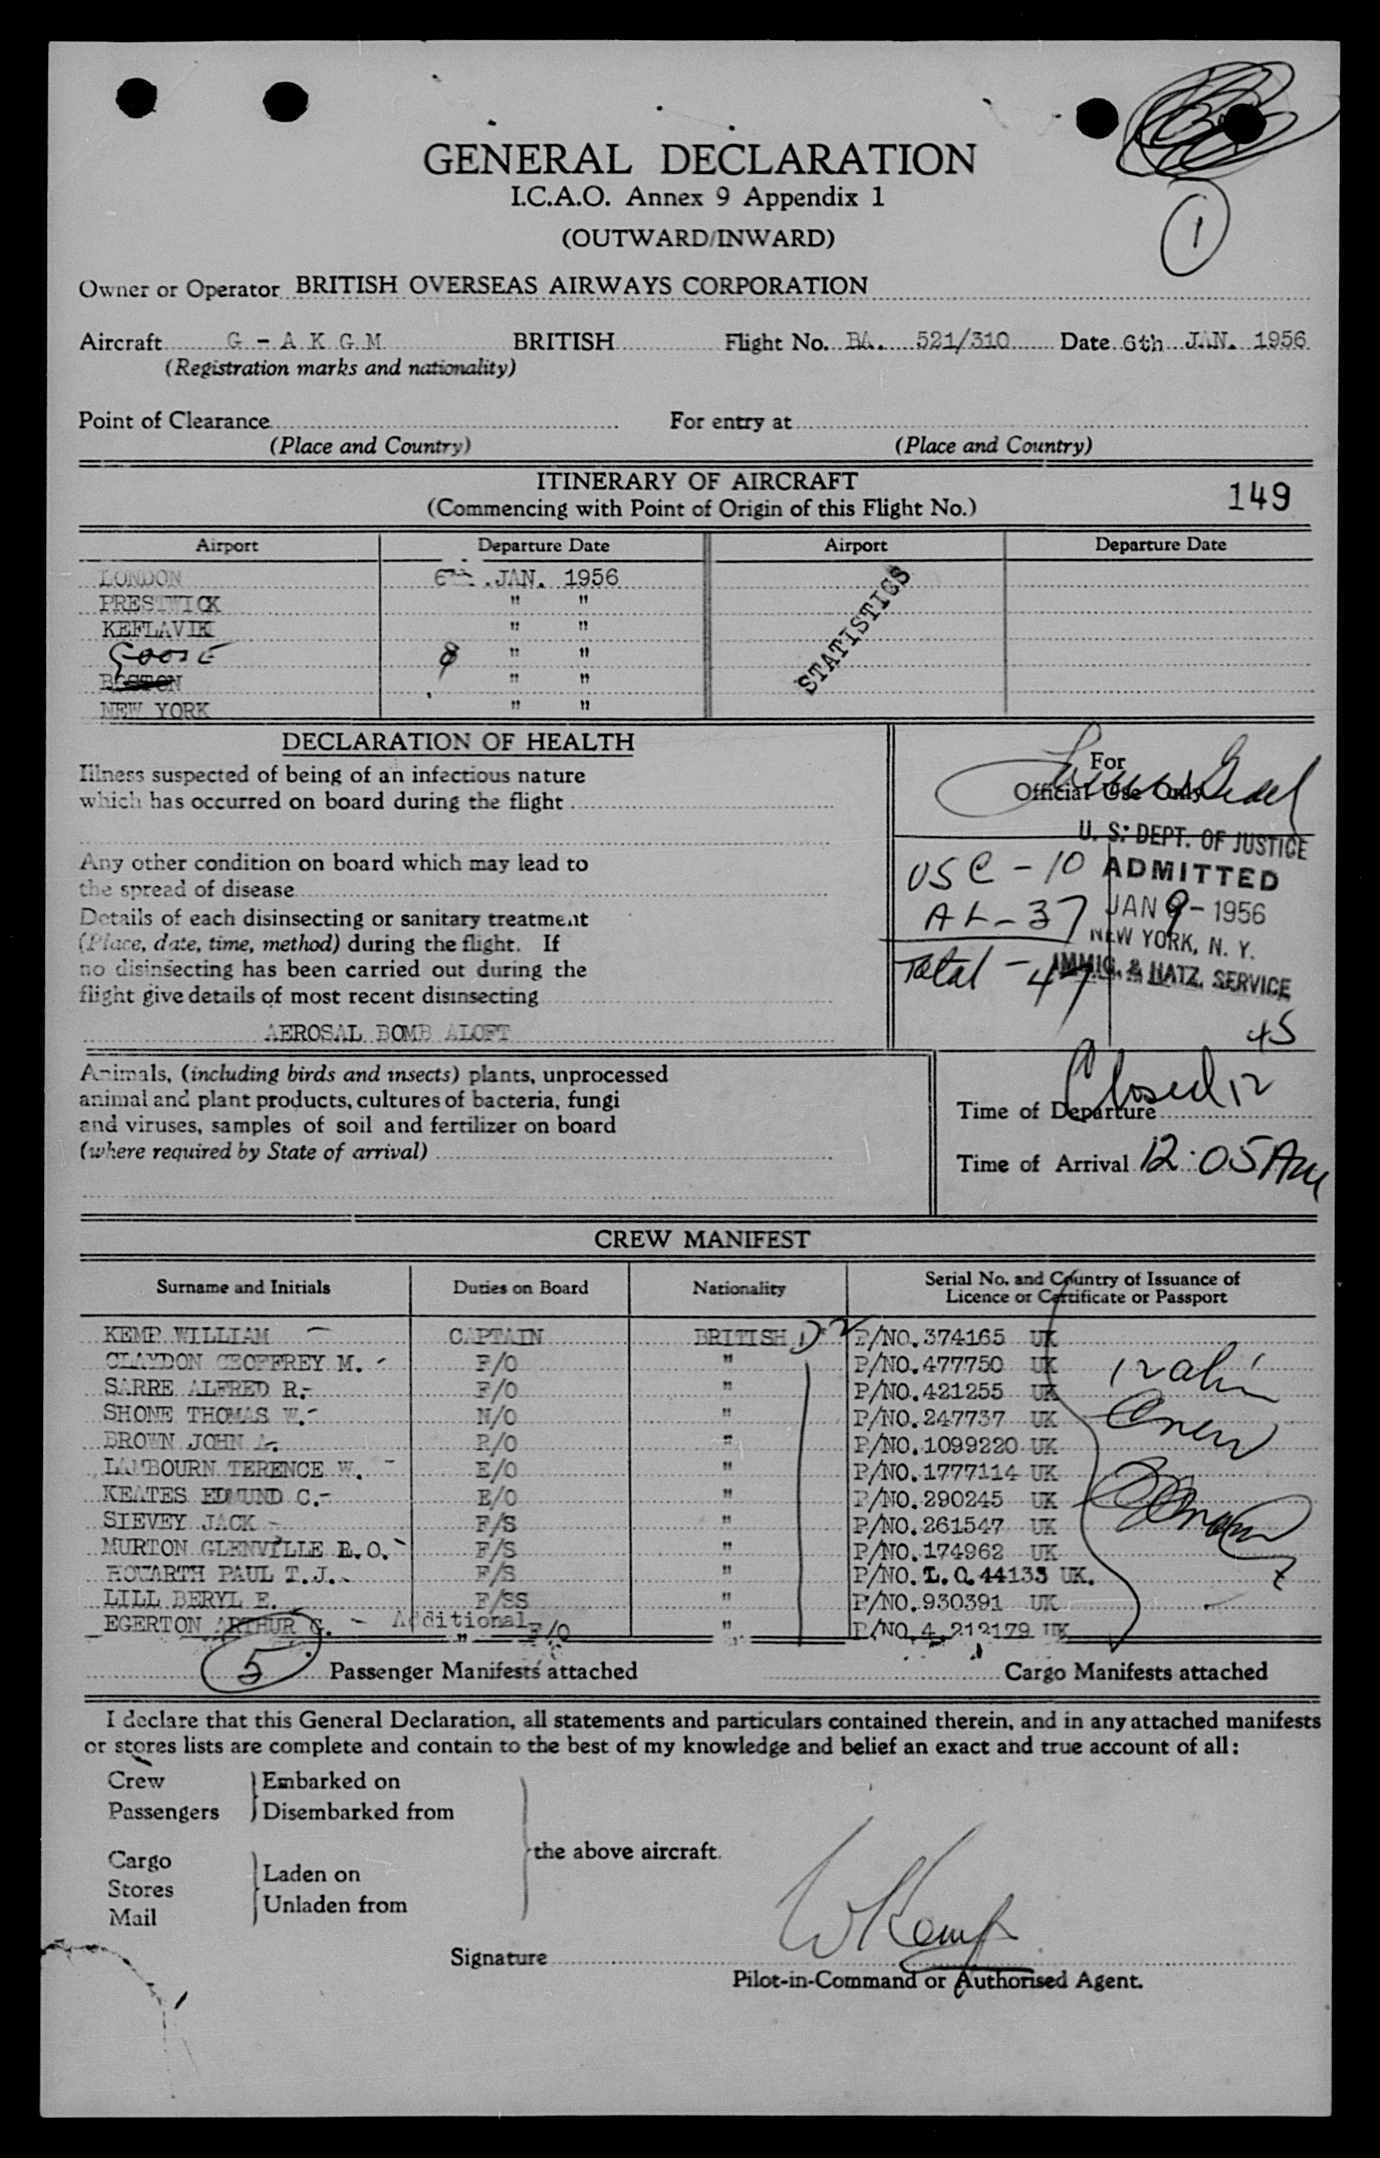 1
GENERAL DECLARATION
I.C.A.O. Annex 9 Appendix 1
(OUTWARD/INWARD)
Owner or Operator BRITISH OVERSEAS AIRWAYS CORPORATION
Aircraft G - A K G M BRITISH Flight No. BA. 521/310 Date 6th JAN. 1956
(Registration marks and nationality)
Point of Clearance For entry at
(Place and Country) (Place and Country)
ITINERARY OF AIRCRAFT
(Commencing with Point of Origin of this Flight No.) 149
Airport Departure Date Airport Departure Date
LONDON 6th. JAN. 1956
PRESTWICK " "
KEFLAVIK " "
GOOSE 8 " "
BOSTON " "
NEW YORK " "
STATISTICS
DECLARATION OF HEALTH
Illness suspected of being of an infectious nature
which has occurred on board during the flight
Any other condition on board which may lead to
the spread of disease
Details of each disinsecting or sanitary treatment
(Place, date, time, method) during the flight. If
no disinsecting has been carried out during the
flight give details of most recent disinsecting
AEROSAL BOMB ALOFT
For
Official Use Only
U. S. DEPT. OF JUSTICE
ADMITTED
JAN 9 - 1956
NEW YORK, N. Y.
IMMIG. & NATZ. SERVICE
USC - 10
AL - 37
Total - 47
45
Animals, (including birds and insects) plants, unprocessed
animal and plant products, cultures of bacteria, fungi
and viruses, samples of soil and fertilizer on board
(where required by State of arrival)
Closed 12
Time of Departure
Time of Arrival 12:05 AM
CREW MANIFEST
Surname and Initials Duties on Board Nationality Serial No. and Country of Issuance of
Licence or Certificate or Passport
KEMP WILLIAM - CAPTAIN BRITISH P/NO. 374165 UK
CLAYDON GEOFFREY M. - F/O " P/NO. 477750 UK
SARRE ALFRED R. - F/O " P/NO. 421255 UK
SHONE THOMAS W. - N/O " P/NO. 247737 UK
BROWN JOHN R/O " P/NO. 1099220 UK
LAMBOURN TERENCE W. - E/O " P/NO. 1777114 UK
KEATES EDMUND C. - E/O " P/NO. 290245 UK
SIEVEY JACK - F/S " P/NO. 261547 UK
MURTON GLENVILLE R.O. - F/S " P/NO. 174962 UK
HOWARTH PAUL T.J. F/S " P/NO. L.O.44133 UK.
LILL BERYL E. F/SS " P/NO. 930391 UK
EGERTON ARTHUR G. - Additional F/O " P/NO. 4 212179 UK
5 Passenger Manifests attached Cargo Manifests attached
I declare that this General Declaration, all statements and particulars contained therein, and in any attached manifests
or stores lists are complete and contain to the best of my knowledge and belief an exact and true account of all:
Crew Embarked on
Passengers Disembarked from
the above aircraft.
Cargo
Stores Laden on
Mail Unladen from
W Kemp
Signature
Pilot-in-Command or Authorised Agent.